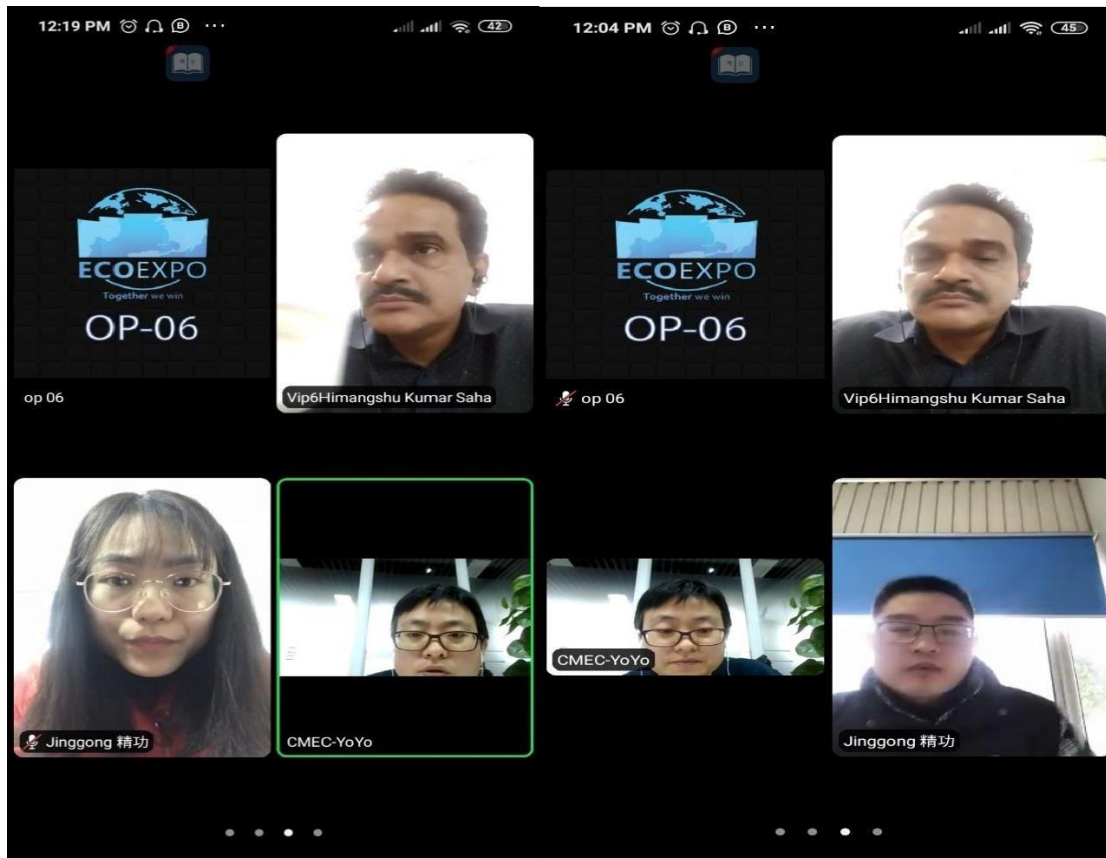 12:19 PM
42
ECOEXPO
Together we win
OP-06
op 06
Vip6Himangshu Kumar Saha
Jinggong 精功
CMEC-YoYo
12:04 PM
45
ECOEXPO
Together we win
OP-06
op 06
Vip6Himangshu Kumar Saha
CMEC-YoYo
Jinggong 精功